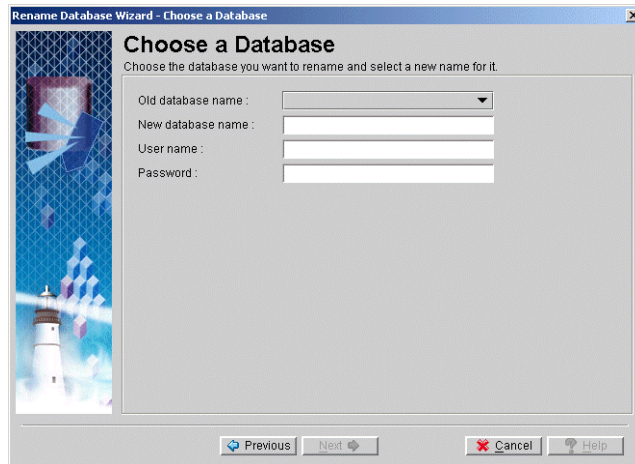 Rename Database Wizard - Choose a Database
Choose a Database
Choose the database you want to rename and select a new name for it.
Old database name :
New database name :
User name :
Password :
Previous
Next
Cancel
Help